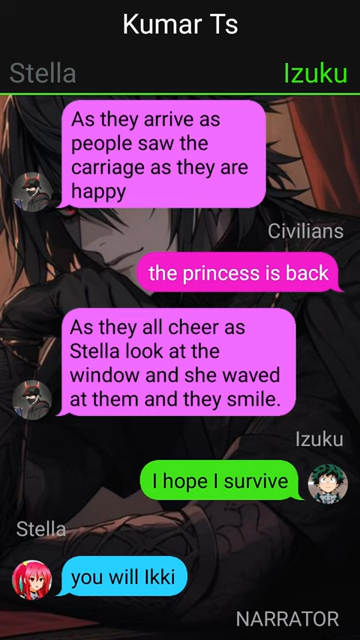 Kumar Ts
Stella
Izuku
As they arrive as
people saw the
carriage as they are
happy
Civilians
the princess is back
As they all cheer as
Stella look at the
window and she waved
at them and they smile.
Izuku
I hope I survive
Stella
you will Ikki
NARRATOR